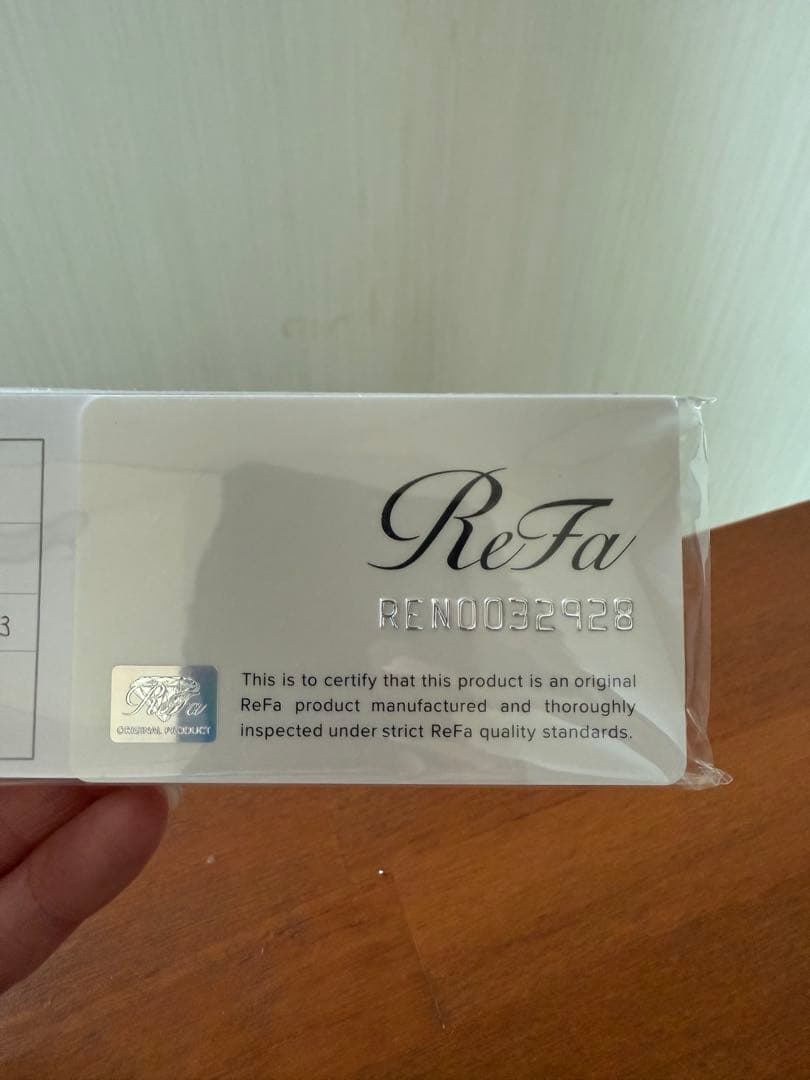 ReFa
REN0032928
3
ReFa
ORIGINAL PRODUCT
This is to certify that this product is an original
ReFa product manufactured and thoroughly
inspected under strict ReFa quality standards.